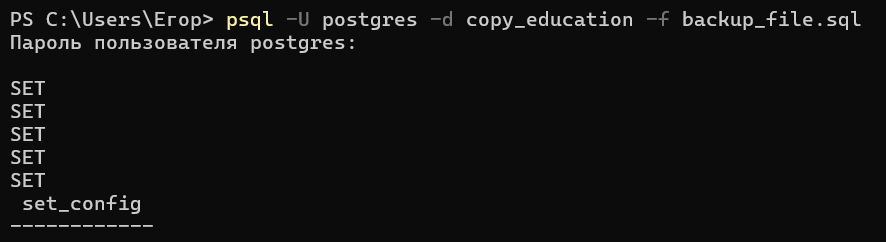 PS C:\Users\Егор> psql -U postgres -d copy_education -f backup_file.sql
Пароль пользователя postgres:
SET
SET
SET
SET
SET
set_config
------------